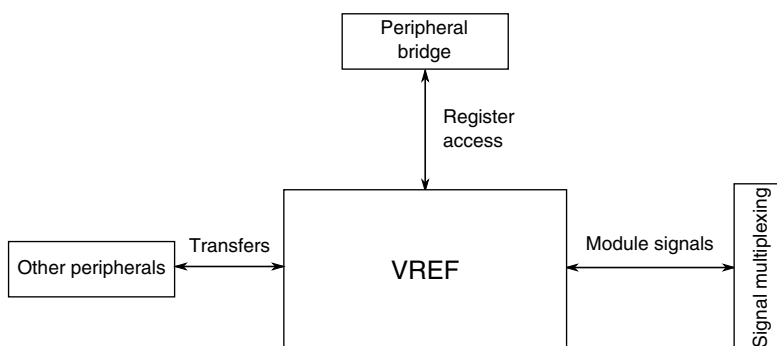 Peripheral
bridge
Register
access
Other peripherals
Transfers
VREF
Module signals
Signal multiplexing